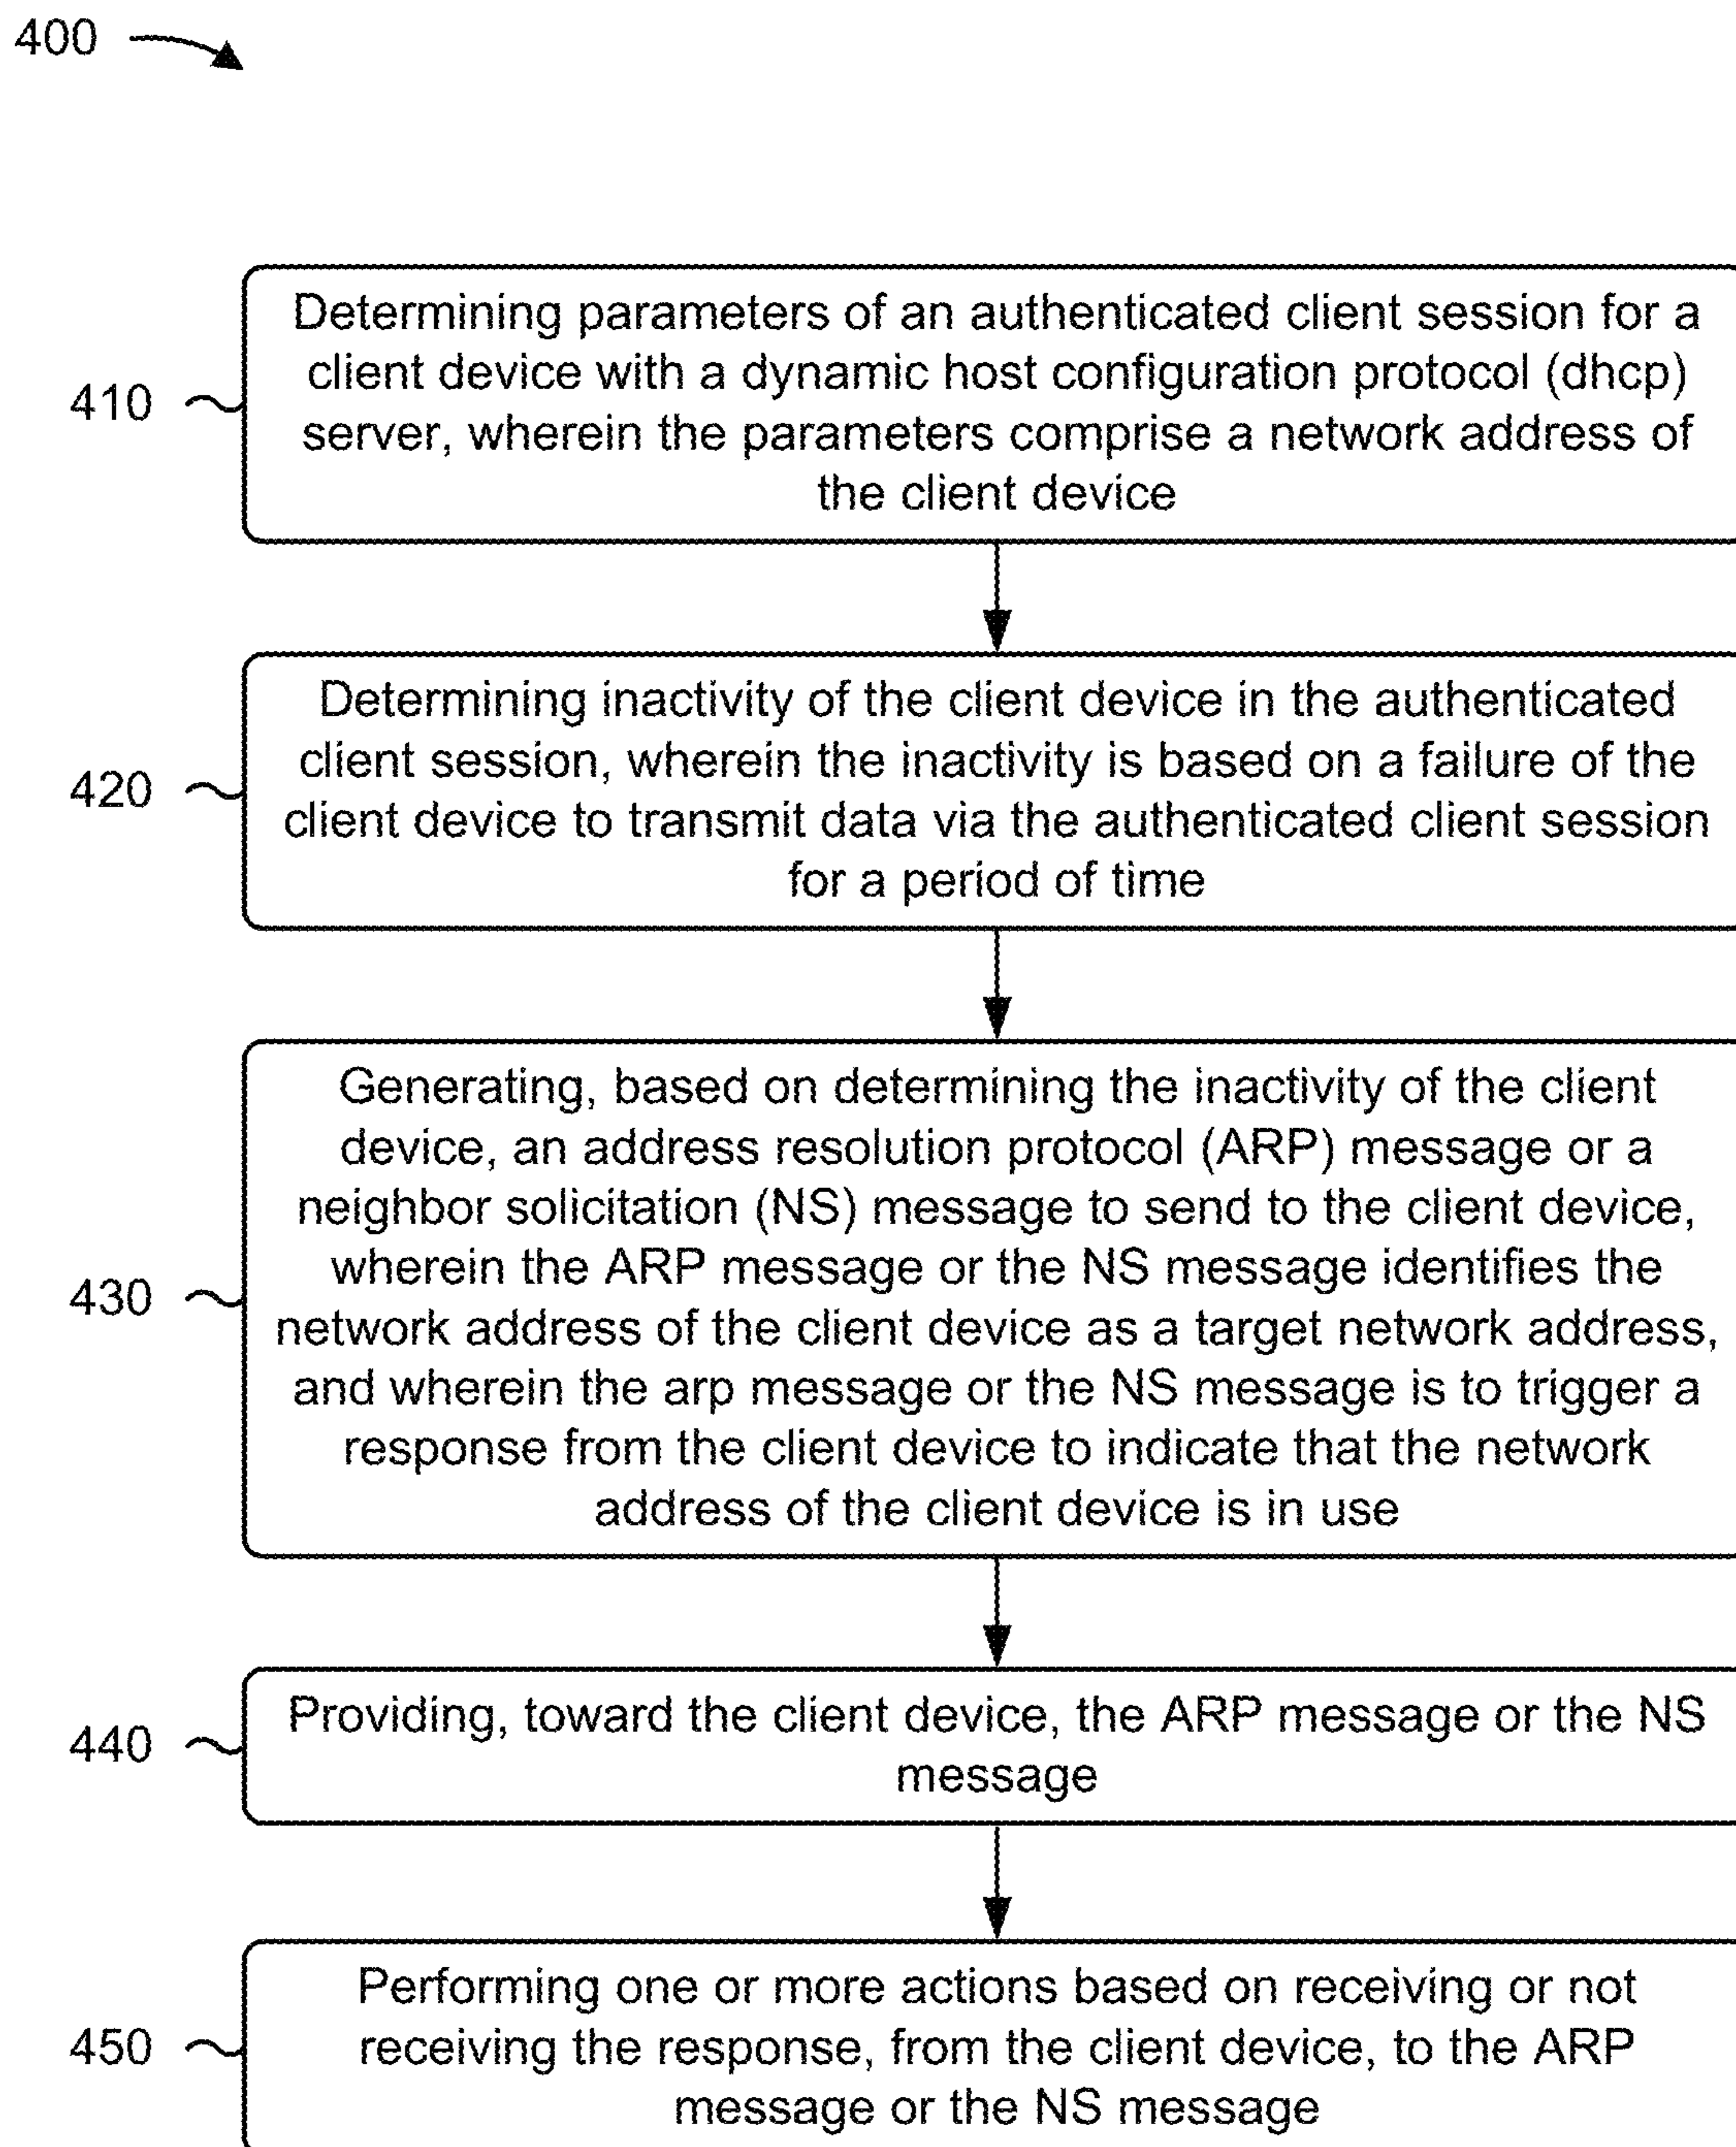 400
Determining parameters of an authenticated client session for a
client device with a dynamic host configuration protocol (dhcp)
server, wherein the parameters comprise a network address of
the client device
410
Determining inactivity of the client device in the authenticated
client session, wherein the inactivity is based on a failure of the
client device to transmit data via the authenticated client session
for a period of time
420
Generating, based on determining the inactivity of the client
device, an address resolution protocol (ARP) message or a
neighbor solicitation (NS) message to send to the client device,
wherein the ARP message or the NS message identifies the
network address of the client device as a target network address,
and wherein the arp message or the NS message is to trigger a
response from the client device to indicate that the network
address of the client device is in use
430
Providing, toward the client device, the ARP message or the NS
message
440
Performing one or more actions based on receiving or not
receiving the response, from the client device, to the ARP
message or the NS message
450